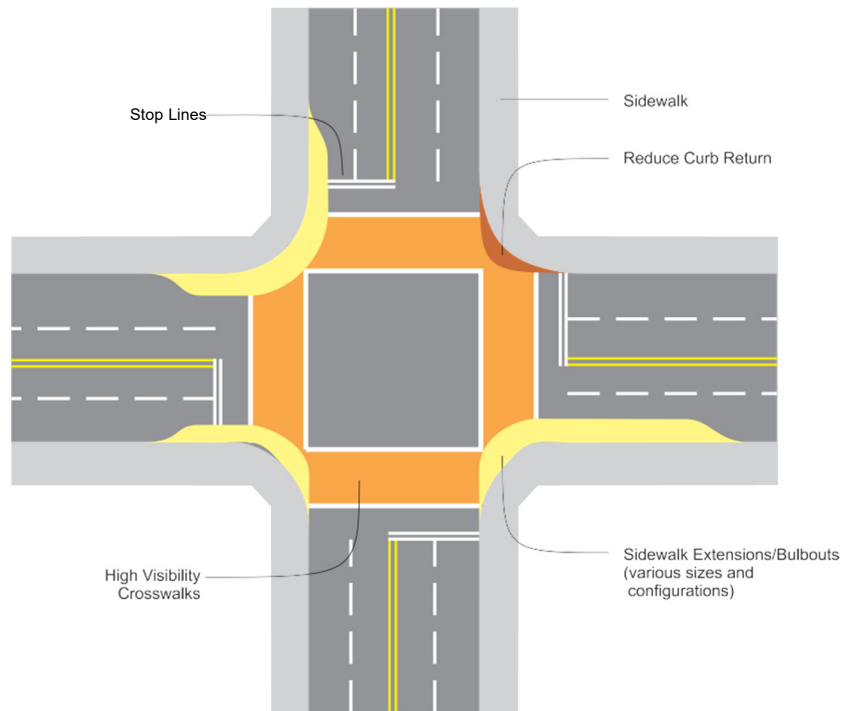 Stop Lines
Sidewalk
Reduce Curb Return
High Visibility
Crosswalks
Sidewalk Extensions/Bulbouts
(various sizes and
configurations)